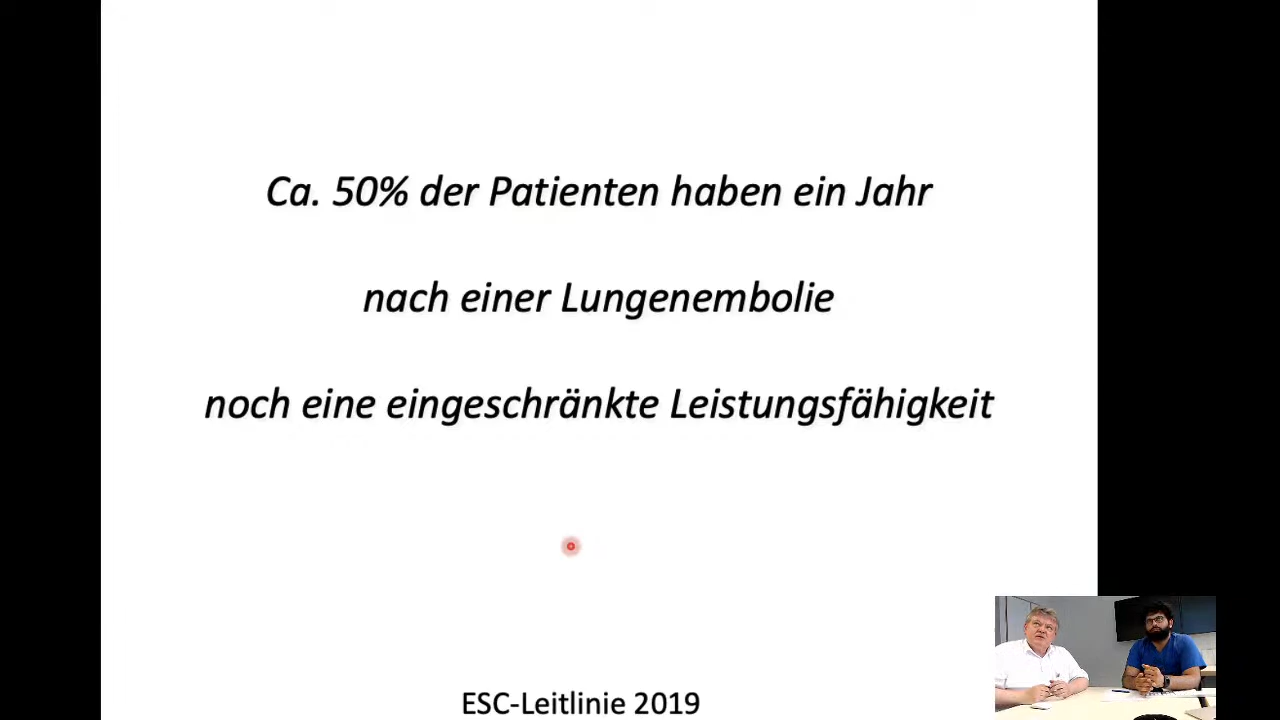 Ca. 50% der Patienten haben ein Jahr
nach einer Lungenembolie
noch eine eingeschränkte Leistungsfähigkeit
ESC-Leitlinie 2019